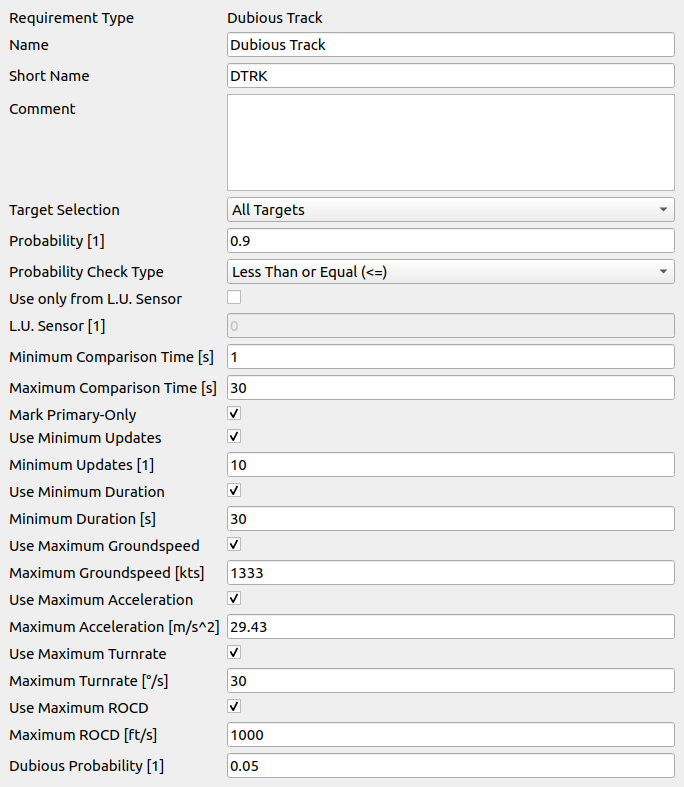 Requirement Type Dubious Track
Name Dubious Track
Short Name DTRK
Comment
Target Selection All Targets
Probability [1] 0.9
Probability Check Type Less Than or Equal (<=)
Use only from L.U. Sensor
L.U. Sensor [1] 0
Minimum Comparison Time [s] 1
Maximum Comparison Time [s] 30
Mark Primary-Only
Use Minimum Updates
Minimum Updates [1] 10
Use Minimum Duration
Minimum Duration [s] 30
Use Maximum Groundspeed
Maximum Groundspeed [kts] 1333
Use Maximum Acceleration
Maximum Acceleration [m/s^2] 29.43
Use Maximum Turnrate
Maximum Turnrate [°/s] 30
Use Maximum ROCD
Maximum ROCD [ft/s] 1000
Dubious Probability [1] 0.05